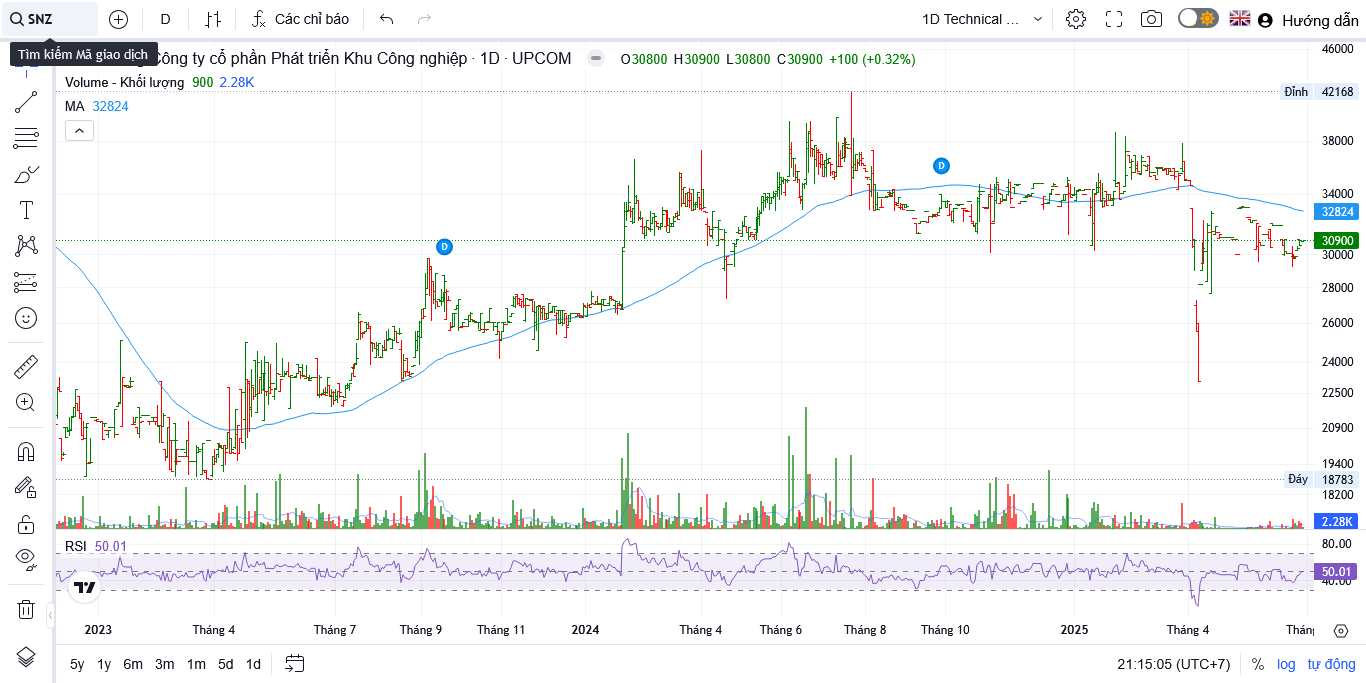 SNZ
D
Các chỉ báo
1D Technical ...
Hướng dẫn
Tìm kiếm Mã giao dịch
Công ty cổ phần Phát triển Khu Công nghiệp · 1D · UPCOM
O30800 H30900 L30800 C30900 +100 (+0.32%)
Volume - Khối lượng 900 2.28K
MA 32824
46000
Đỉnh 42168
38000
D
34000
32824
D
30900
30000
28000
26000
24000
22500
20900
19400
Đáy 18783
18200
2.28K
RSI 50.01
80.00
50.01
40.00
2023 Tháng 4 Tháng 7 Tháng 9 Tháng 11 2024 Tháng 4 Tháng 6 Tháng 8 Tháng 10 2025 Tháng 4
5y 1y 6m 3m 1m 5d 1d
21:15:05 (UTC+7) % log tự động